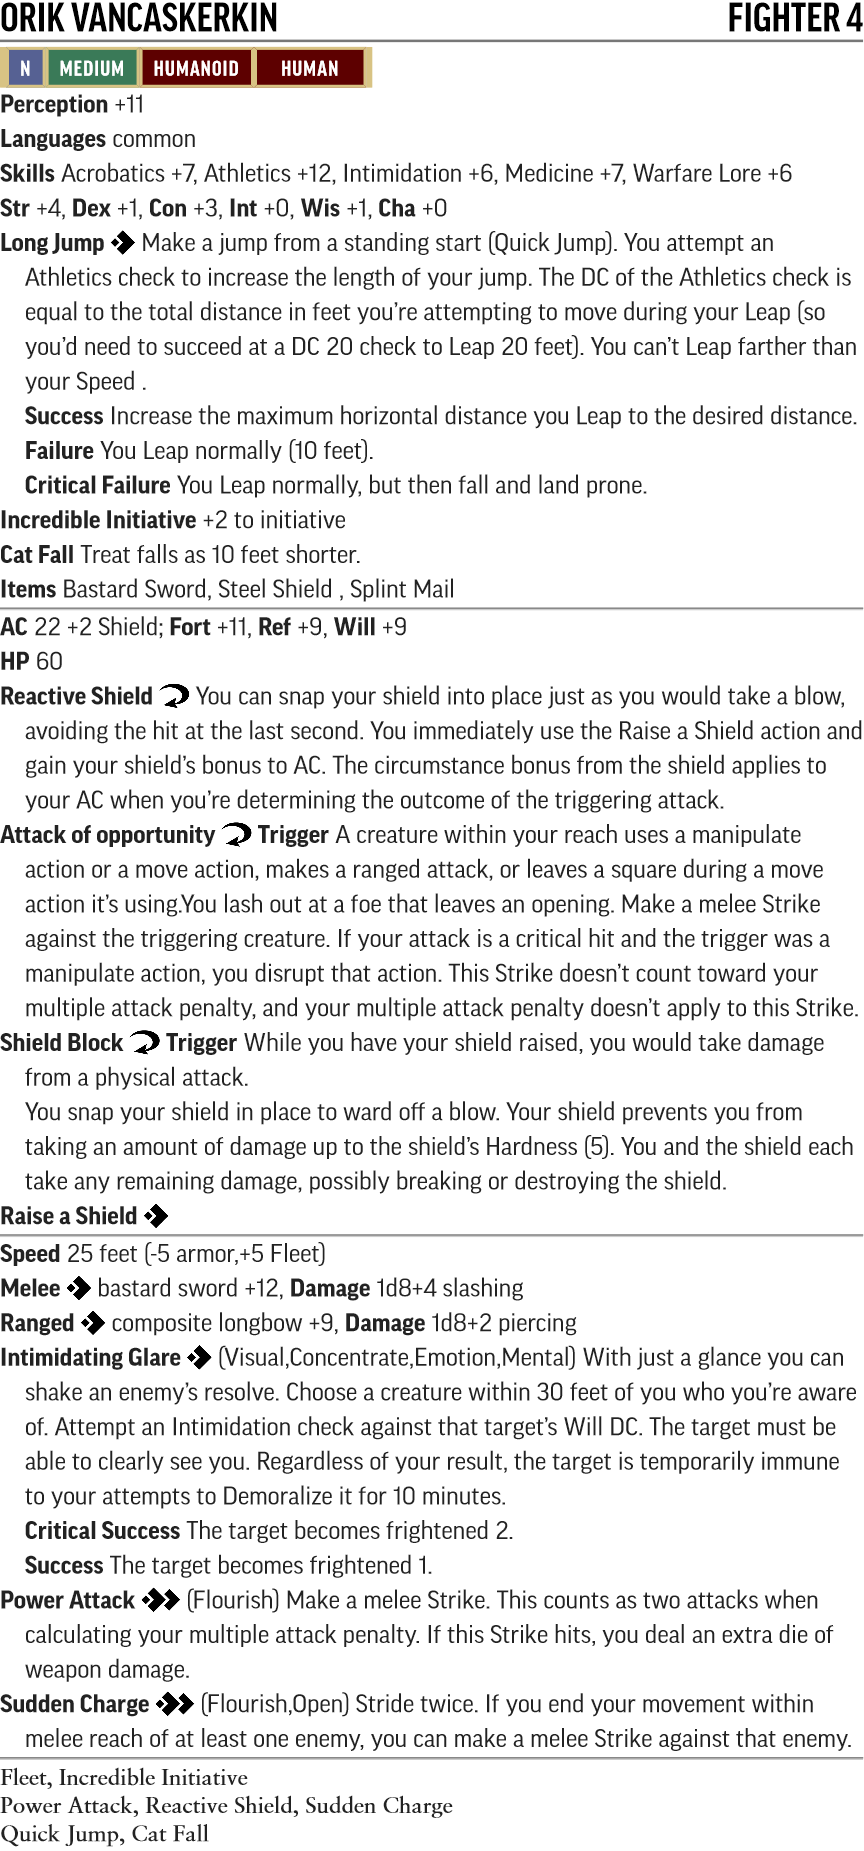 ORIK VANCASKERKIN FIGHTER 4
N MEDIUM HUMANOID HUMAN
Perception +11
Languages common
Skills Acrobatics +7, Athletics +12, Intimidation +6, Medicine +7, Warfare Lore +6
Str +4, Dex +1, Con +3, Int +0, Wis +1, Cha +0
Long Jump Make a jump from a standing start (Quick Jump). You attempt an
Athletics check to increase the length of your jump. The DC of the Athletics check is
equal to the total distance in feet you're attempting to move during your Leap (so
you'd need to succeed at a DC 20 check to Leap 20 feet). You can't Leap farther than
your Speed .
Success Increase the maximum horizontal distance you Leap to the desired distance.
Failure You Leap normally (10 feet).
Critical Failure You Leap normally, but then fall and land prone.
Incredible Initiative +2 to initiative
Cat Fall Treat falls as 10 feet shorter.
Items Bastard Sword, Steel Shield , Splint Mail
AC 22 +2 Shield; Fort +11, Ref +9, Will +9
HP 60
Reactive Shield You can snap your shield into place just as you would take a blow,
avoiding the hit at the last second. You immediately use the Raise a Shield action and
gain your shield's bonus to AC. The circumstance bonus from the shield applies to
your AC when you're determining the outcome of the triggering attack.
Attack of opportunity Trigger A creature within your reach uses a manipulate
action or a move action, makes a ranged attack, or leaves a square during a move
action it's using.You lash out at a foe that leaves an opening. Make a melee Strike
against the triggering creature. If your attack is a critical hit and the trigger was a
manipulate action, you disrupt that action. This Strike doesn't count toward your
multiple attack penalty, and your multiple attack penalty doesn't apply to this Strike.
Shield Block Trigger While you have your shield raised, you would take damage
from a physical attack.
You snap your shield in place to ward off a blow. Your shield prevents you from
taking an amount of damage up to the shield's Hardness (5). You and the shield each
take any remaining damage, possibly breaking or destroying the shield.
Raise a Shield
Speed 25 feet (-5 armor,+5 Fleet)
Melee bastard sword +12, Damage 1d8+4 slashing
Ranged composite longbow +9, Damage 1d8+2 piercing
Intimidating Glare (Visual,Concentrate,Emotion,Mental) With just a glance you can
shake an enemy's resolve. Choose a creature within 30 feet of you who you're aware
of. Attempt an Intimidation check against that target's Will DC. The target must be
able to clearly see you. Regardless of your result, the target is temporarily immune
to your attempts to Demoralize it for 10 minutes.
Critical Success The target becomes frightened 2.
Success The target becomes frightened 1.
Power Attack (Flourish) Make a melee Strike. This counts as two attacks when
calculating your multiple attack penalty. If this Strike hits, you deal an extra die of
weapon damage.
Sudden Charge (Flourish,Open) Stride twice. If you end your movement within
melee reach of at least one enemy, you can make a melee Strike against that enemy.
Fleet, Incredible Initiative
Power Attack, Reactive Shield, Sudden Charge
Quick Jump, Cat Fall